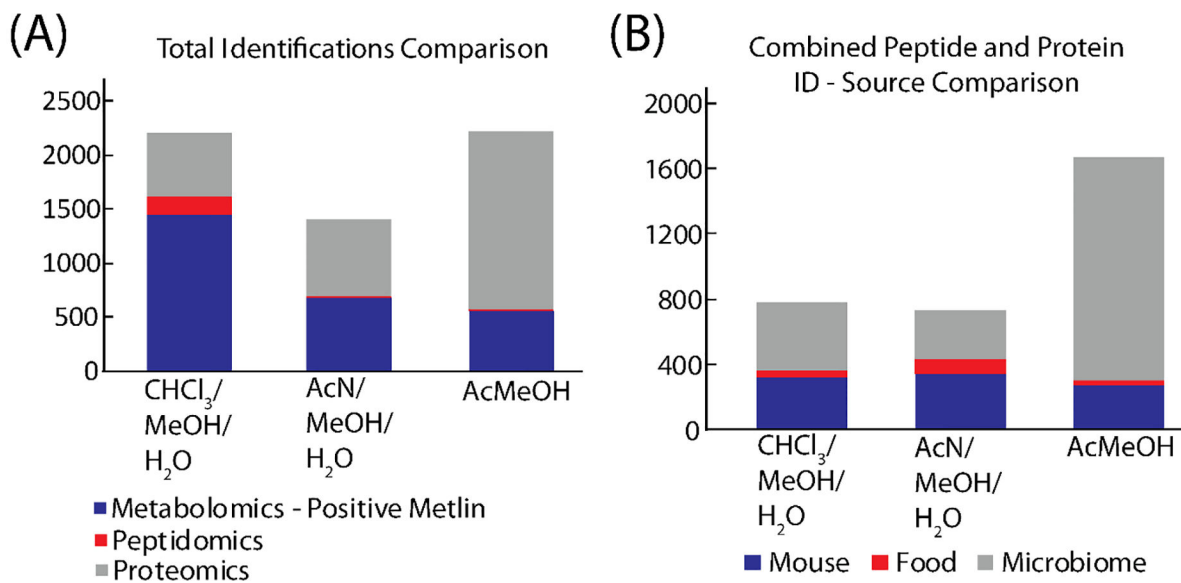 (A)
Total Identifications Comparison
2500
2000
1500
1000
500
0
CHCl₃/
MeOH/
H₂O
AcN/
MeOH/
H₂O
AcMeOH
Metabolomics - Positive Metlin
Peptidomics
Proteomics
(B)
Combined Peptide and Protein
ID - Source Comparison
2000
1600
1200
800
400
0
CHCl₃/
MeOH/
H₂O
AcN/
MeOH/
H₂O
AcMeOH
Mouse Food Microbiome